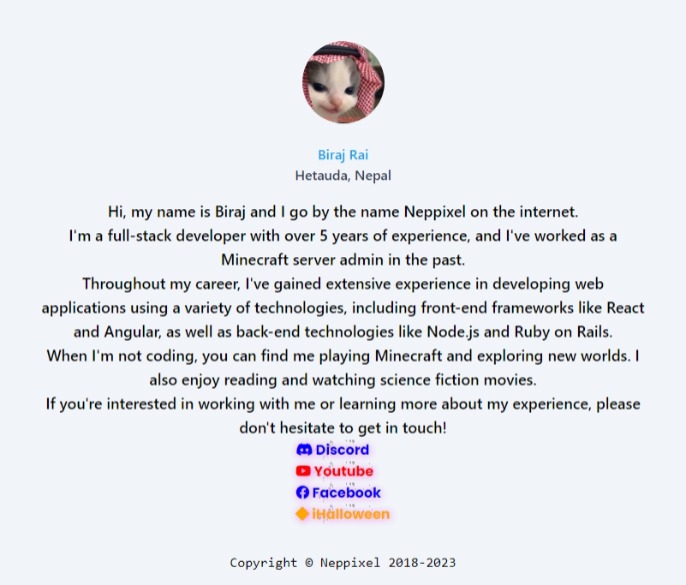 Biraj Rai
Hetauda, Nepal
Hi, my name is Biraj and I go by the name Neppixel on the internet.
I'm a full-stack developer with over 5 years of experience, and I've worked as a
Minecraft server admin in the past.
Throughout my career, I've gained extensive experience in developing web
applications using a variety of technologies, including front-end frameworks like React
and Angular, as well as back-end technologies like Node.js and Ruby on Rails.
When I'm not coding, you can find me playing Minecraft and exploring new worlds. I
also enjoy reading and watching science fiction movies.
If you're interested in working with me or learning more about my experience, please
don't hesitate to get in touch!
Discord
Youtube
Facebook
iHalloween
Copyright © Neppixel 2018-2023